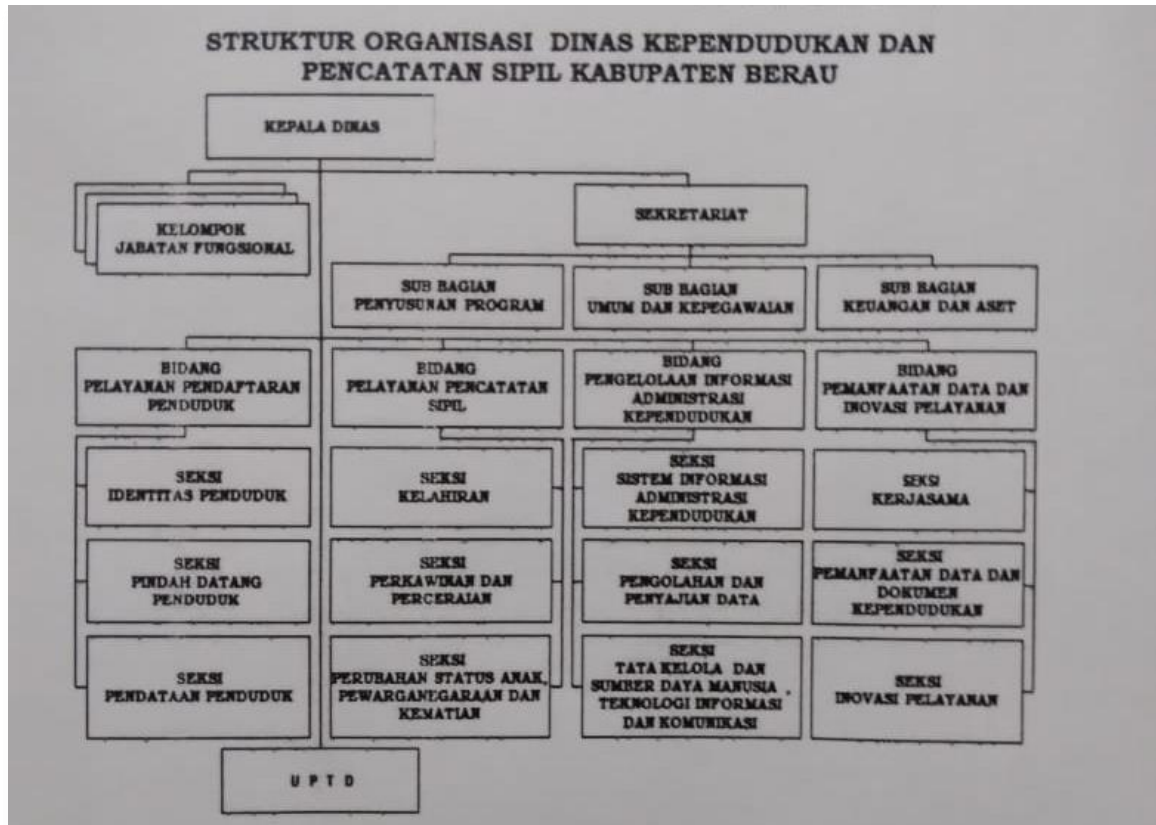 STRUKTUR ORGANISASI DINAS KEPENDUDUKAN DAN
PENCATATAN SIPIL KABUPATEN BERAU
KEPALA DINAS
KELOMPOK
JABATAN FUNGSIONAL
SEKRETARIAT
SUB BAGIAN
PENYUSUNAN PROGRAM
SUB BAGIAN
UMUM DAN KEPEGAWAIAN
SUB BAGIAN
KEUANGAN DAN ASET
BIDANG
PELAYANAN PENDAFTARAN
PENDUDUK
BIDANG
PELAYANAN PENCATATAN
SIPIL
BIDANG
PENGELOLAAN INFORMASI
ADMINISTRASI
KEPENDUDUKAN
BIDANG
PEMANFAATAN DATA DAN
INOVASI PELAYANAN
SEKSI
IDENTITAS PENDUDUK
SEKSI
KELAHIRAN
SEKSI
SISTEM INFORMASI
ADMINISTRASI
KEPENDUDUKAN
SEKSI
KERJASAMA
SEKSI
PINDAH DATANG
PENDUDUK
SEKSI
PERKAWINAN DAN
PERCERAIAN
SEKSI
PENGOLAHAN DAN
PENYAJIAN DATA
SEKSI
PEMANFAATAN DATA DAN
DOKUMEN
KEPENDUDUKAN
SEKSI
PENDATAAN PENDUDUK
SEKSI
PERUBAHAN STATUS ANAK,
PEWARGANEGARAAN DAN
KEMATIAN
SEKSI
TATA KELOLA DAN
SUMBER DAYA MANUSIA ,
TEKNOLOGI INFORMASI
DAN KOMUNIKASI
SEKSI
INOVASI PELAYANAN
U P T D